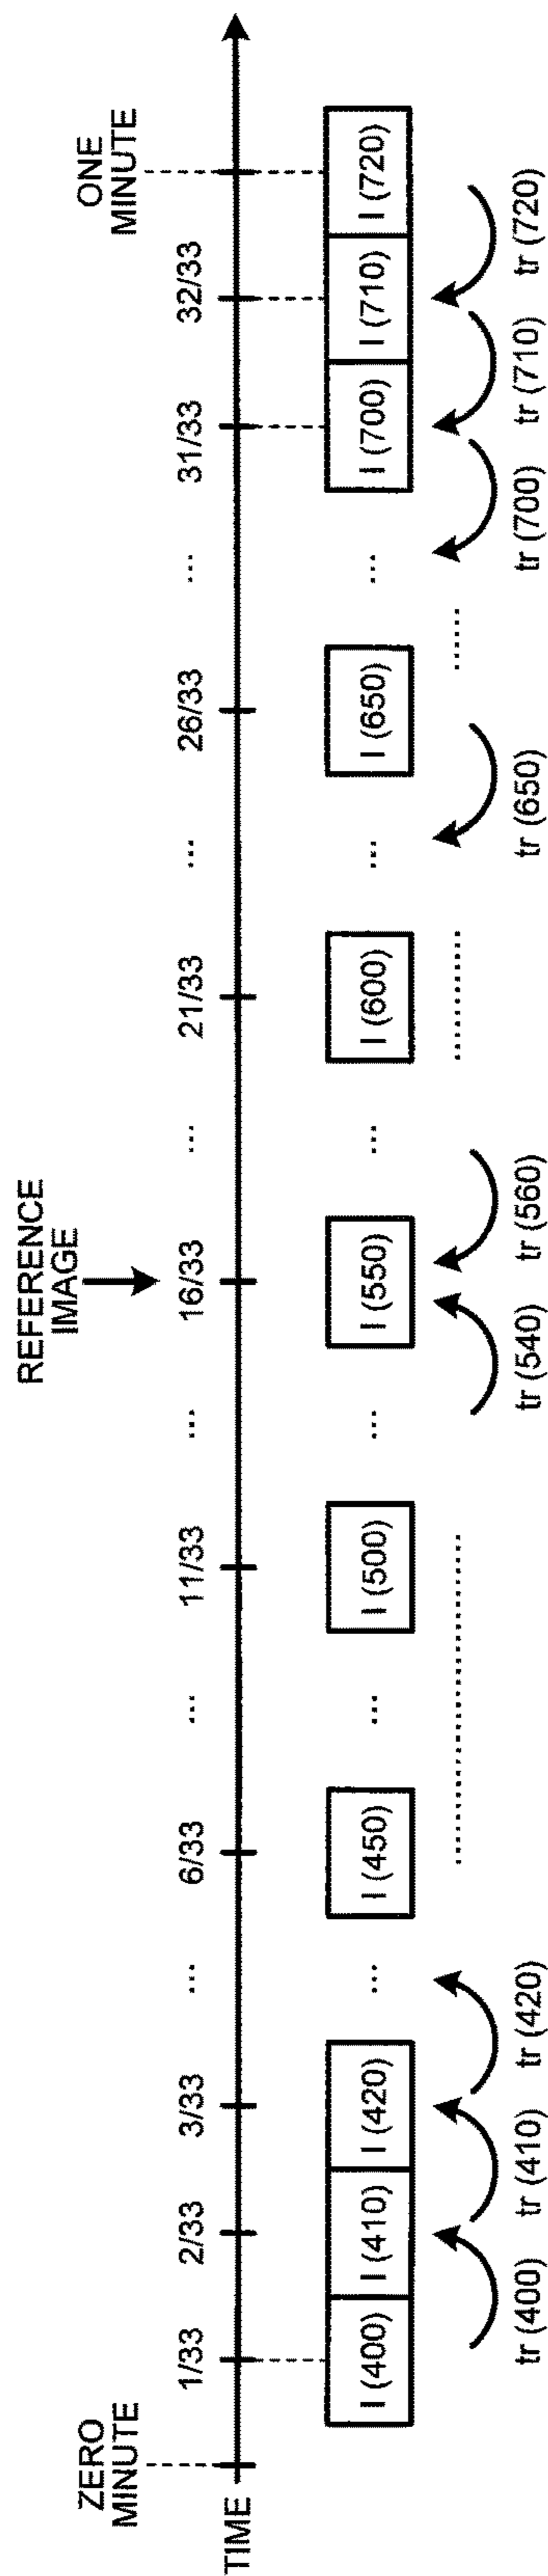 REFERENCE
IMAGE
ZERO
MINUTE
ONE
MINUTE
1/33 2/33 3/33 ... 6/33 ... 11/33 ... 16/33 ... 21/33 ... 26/33 ... 31/33 32/33
TIME
I (400) I (410) I (420) ... I (450) ... I (500) ... I (550) ... I (600) ... I (650) ... I (700) I (710) I (720)
tr (400) tr (410) tr (420) tr (540) tr (560) tr (650) tr (700) tr (710) tr (720)